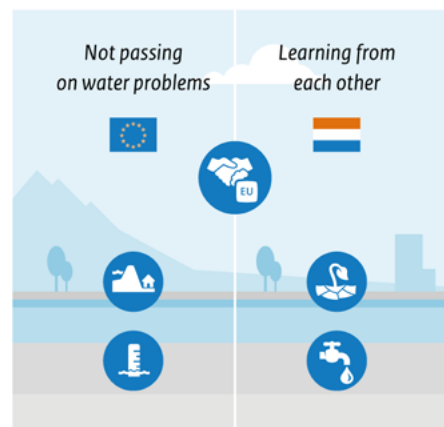 Not passing
on water problems
Learning from
each other
EU